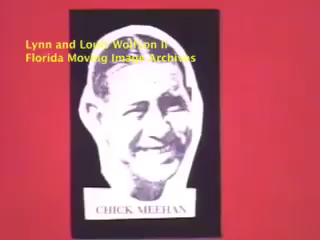 Lynn and Louis Wolfson II
Florida Moving Image Archives
CHICK MEEHAN